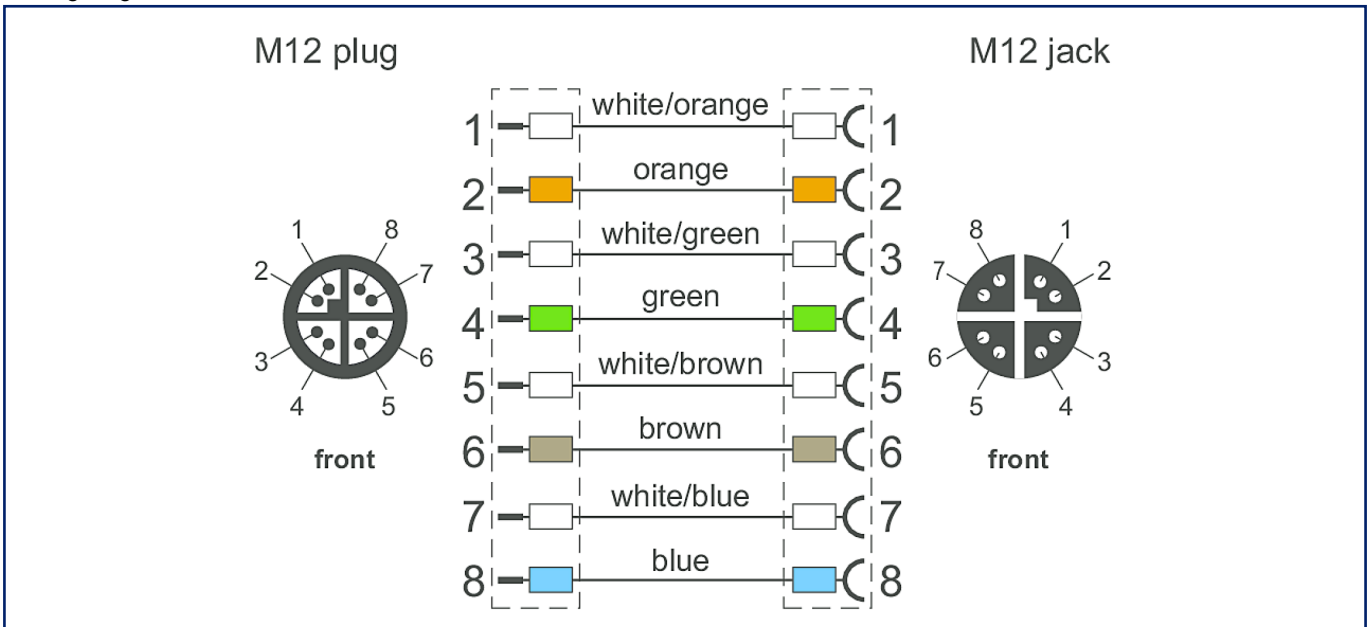 M12 plug
M12 jack
white/orange
1 1
orange
2 2
white/green
3 3
green
4 4
white/brown
5 5
brown
6 6
white/blue
7 7
blue
8 8
1 8
2 7
3 6
4 5
front
8 1
7 2
6 3
5 4
front